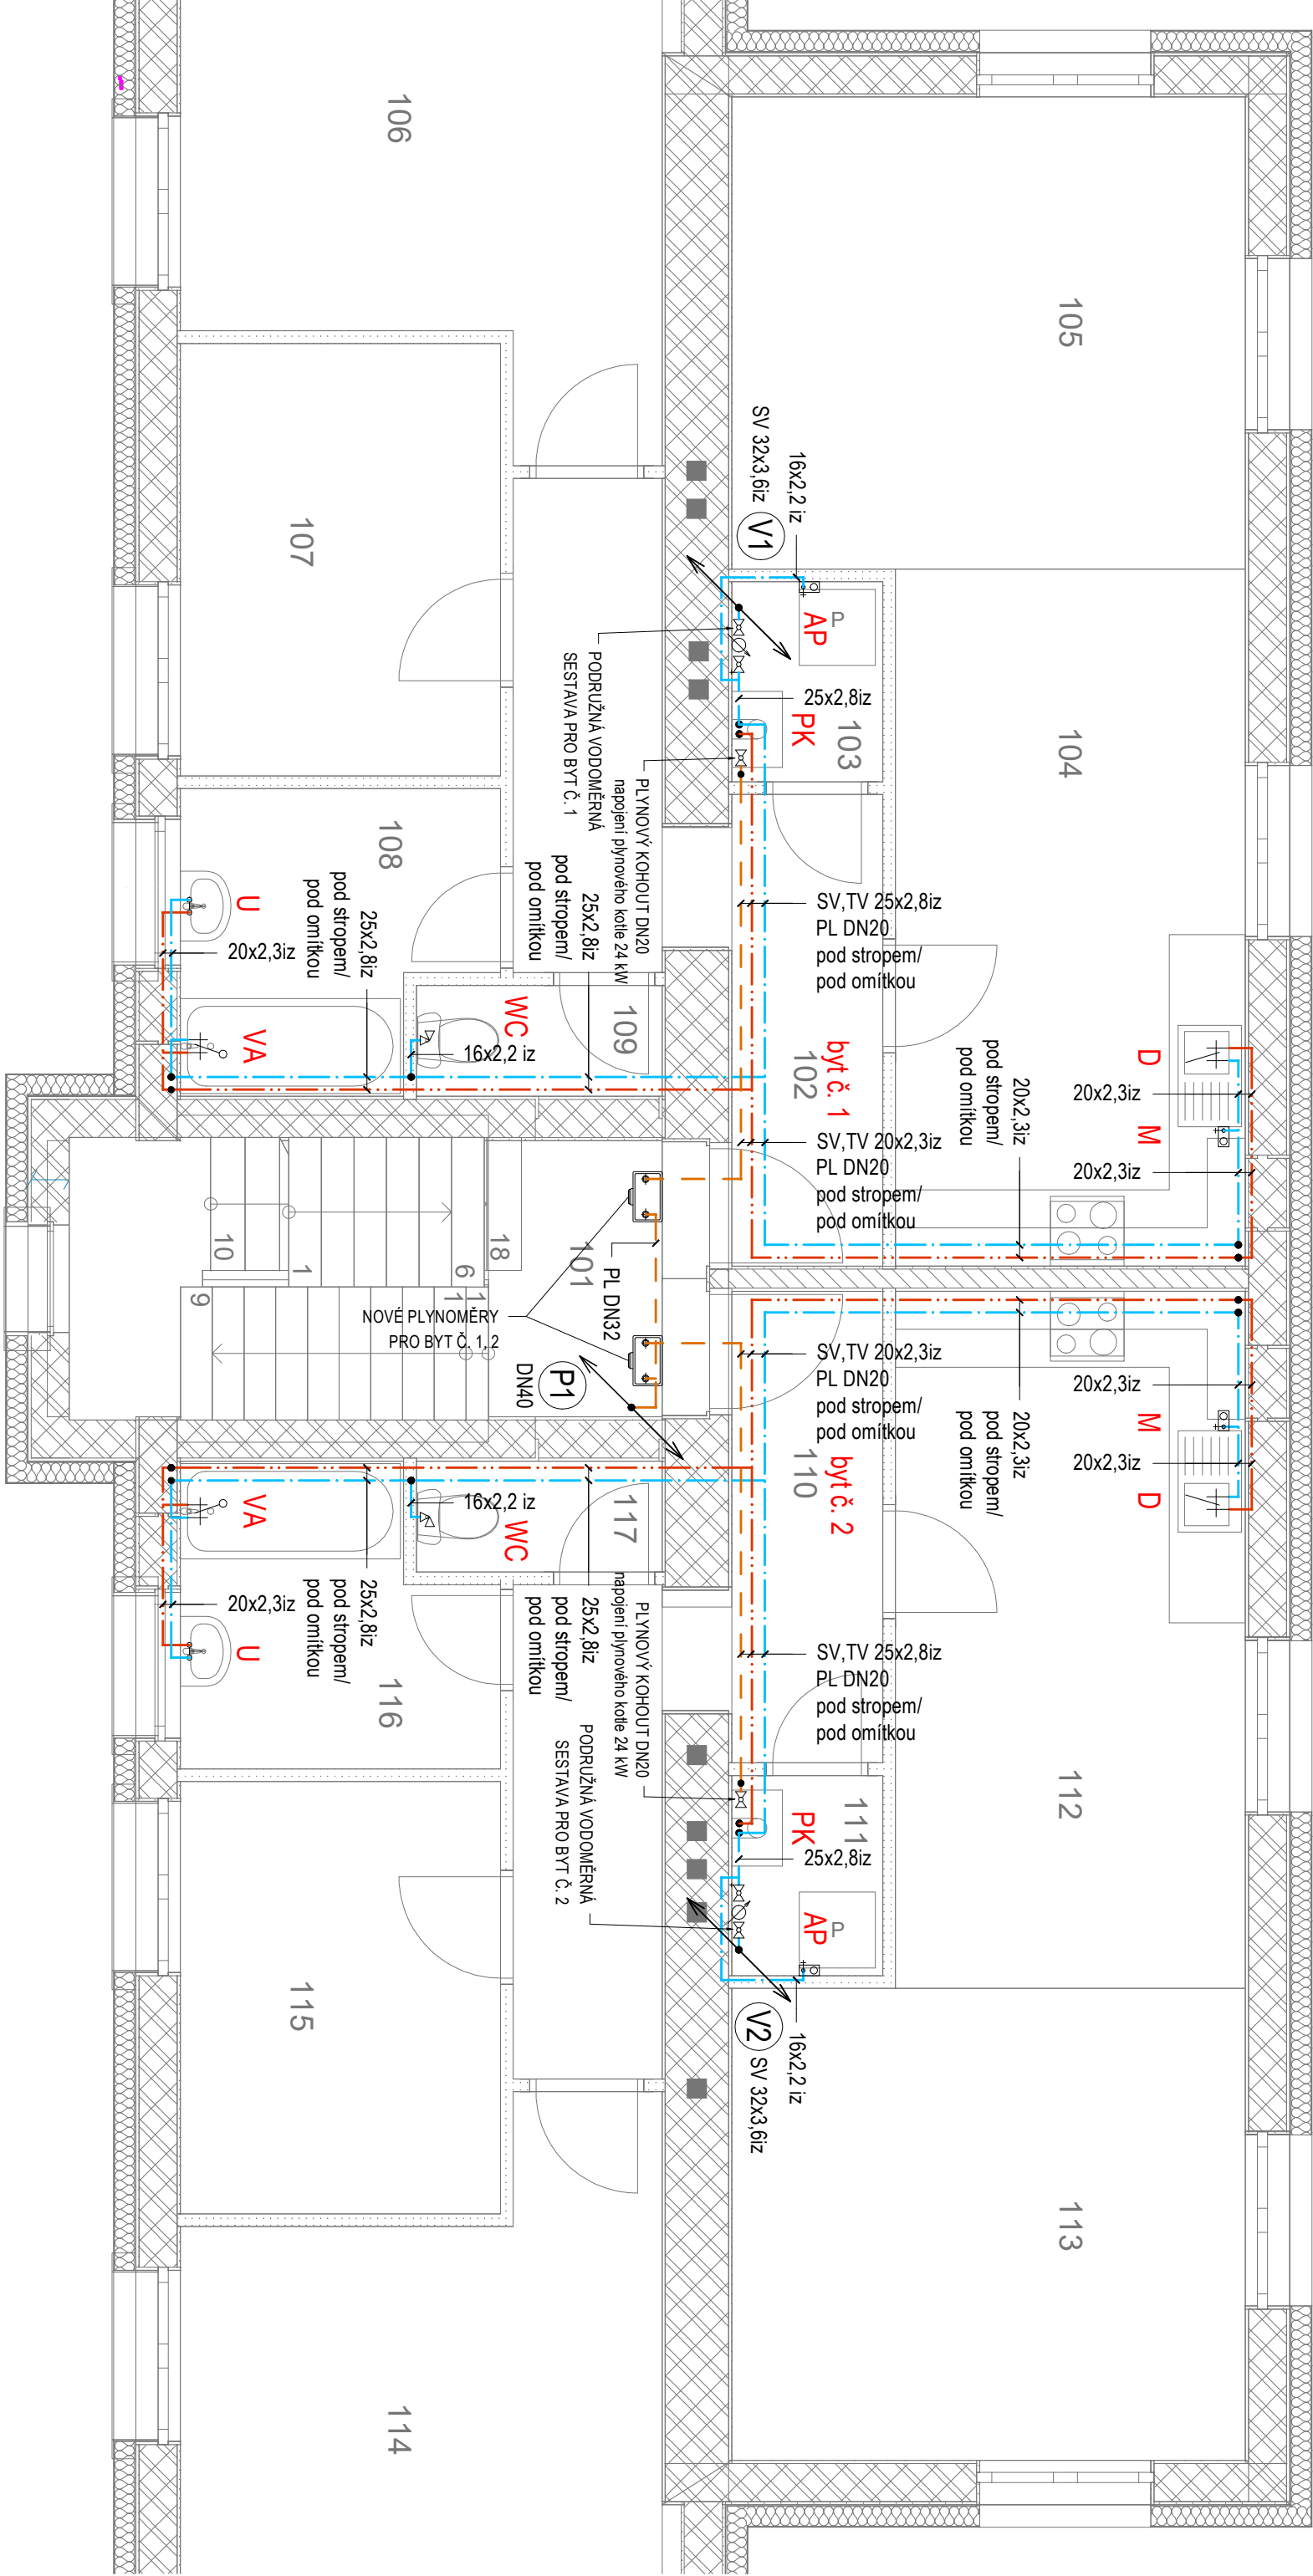 106
105
SV 32x3,6iz
V1
16x2,2 iz
107
P
AP
PODRUŽNÁ VODOMĚRNÁ
SESTAVA PRO BYT Č. 1
25x2,8iz
PK
103
104
PLYNOVÝ KOHOUT DN20
napojení plynového kotle 24 kW
108
25x2,8iz
pod stropem/
pod omítkou
25x2,8iz
pod stropem/
pod omítkou
U
20x2,3iz
SV,TV 25x2,8iz
PL DN20
pod stropem/
pod omítkou
VA
WC
109
16x2,2 iz
byt č. 1
102
20x2,3iz
pod stropem/
pod omítkou
D
20x2,3iz
M
20x2,3iz
SV,TV 20x2,3iz
PL DN20
pod stropem/
pod omítkou
10
1
9
18
6
1
1
101
PL DN32
NOVÉ PLYNOMĚRY
PRO BYT Č. 1, 2
P1
DN40
SV,TV 20x2,3iz
PL DN20
pod stropem/
pod omítkou
20x2,3iz
pod stropem/
pod omítkou
20x2,3iz
M
20x2,3iz
D
byt č. 2
110
VA
16x2,2 iz
WC
117
25x2,8iz
pod stropem/
pod omítkou
20x2,3iz
U
116
25x2,8iz
pod stropem/
pod omítkou
PLYNOVÝ KOHOUT DN20
napojení plynového kotle 24 kW
SV,TV 25x2,8iz
PL DN20
pod stropem/
pod omítkou
PODRUŽNÁ VODOMĚRNÁ
SESTAVA PRO BYT Č. 2
111
PK
25x2,8iz
112
P
AP
115
V2
SV 32x3,6iz
16x2,2 iz
113
114